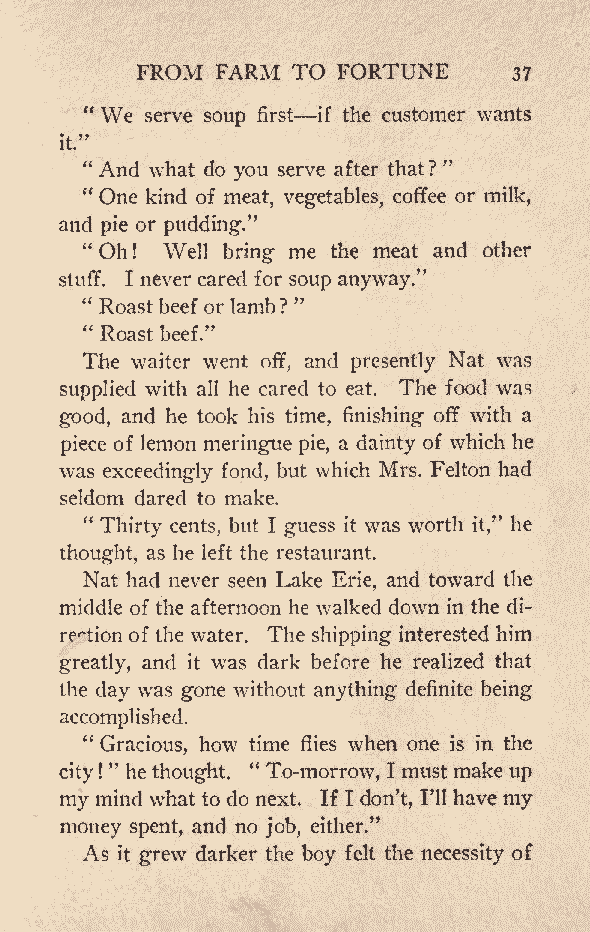 FROM FARM TO FORTUNE 37
“ We serve soup first—if the customer wants
it.”
“ And what do you serve after that? ”
“ One kind of meat, vegetables, coffee or milk,
and pie or pudding.”
“ Oh! Well bring me the meat and other
stuff. I never cared for soup anyway.”
“ Roast beef or lamb? ”
“ Roast beef.”
The waiter went off, and presently Nat was
supplied with all he cared to eat. The food was
good, and he took his time, finishing off with a
piece of lemon meringue pie, a dainty of which he
was exceedingly fond, but which Mrs. Felton had
seldom dared to make.
“ Thirty cents, but I guess it was worth it,” he
thought, as he left the restaurant.
Nat had never seen Lake Erie, and toward the
middle of the afternoon he walked down in the di-
rection of the water. The shipping interested him
greatly, and it was dark before he realized that
the day was gone without anything definite being
accomplished.
“ Gracious, how time flies when one is in the
city! ” he thought. “ To-morrow, I must make up
my mind what to do next. If I don’t, I’ll have my
money spent, and no job, either.”
As it grew darker the boy felt the necessity of